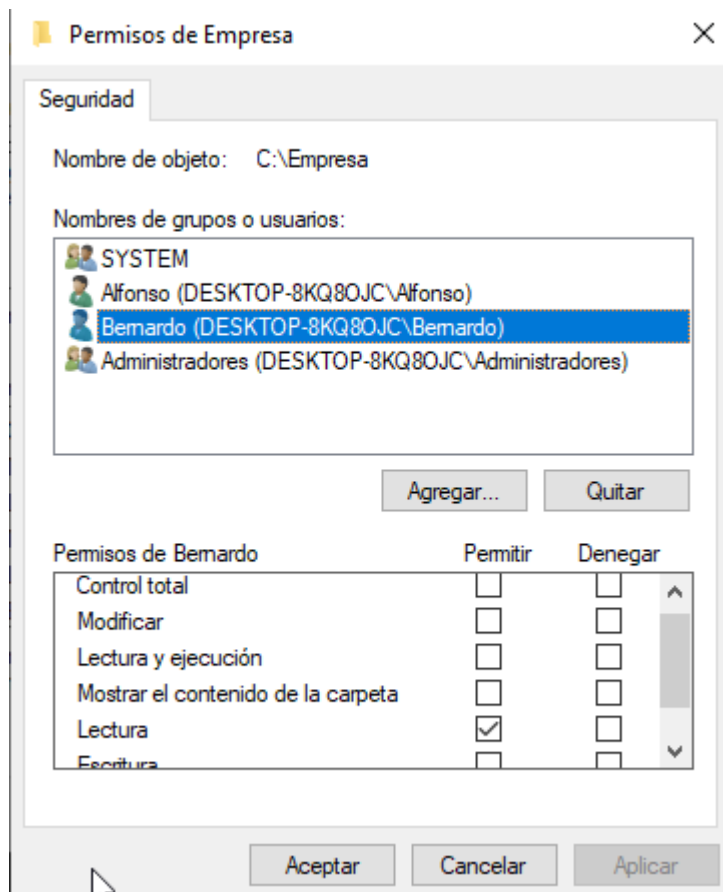 Permisos de Empresa
Seguridad
Nombre de objeto: C:\Empresa
Nombres de grupos o usuarios:
SYSTEM
Alfonso (DESKTOP-8KQ8OJC\Alfonso)
Bernardo (DESKTOP-8KQ8OJC\Bernardo)
Administradores (DESKTOP-8KQ8OJC\Administradores)
Agregar... Quitar
Permisos de Bernardo Permitir Denegar
Control total
Modificar
Lectura y ejecución
Mostrar el contenido de la carpeta
Lectura
Escritura
Aceptar Cancelar Aplicar